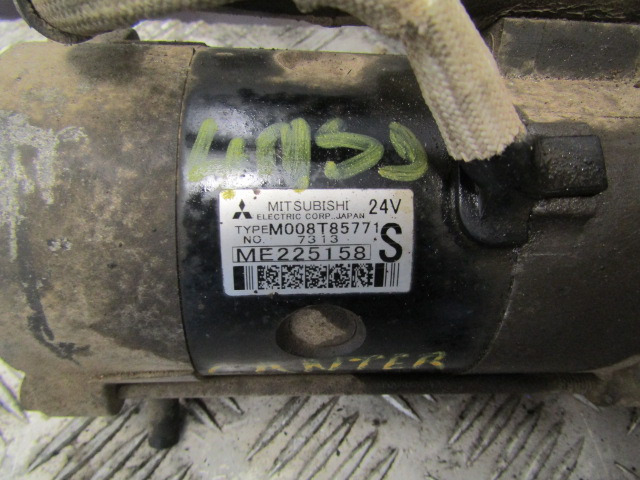 MITSUBISHI 24V
ELECTRIC CORP. JAPAN
TYPE M008T85771
NO. 7313 S
ME225158
CANTER